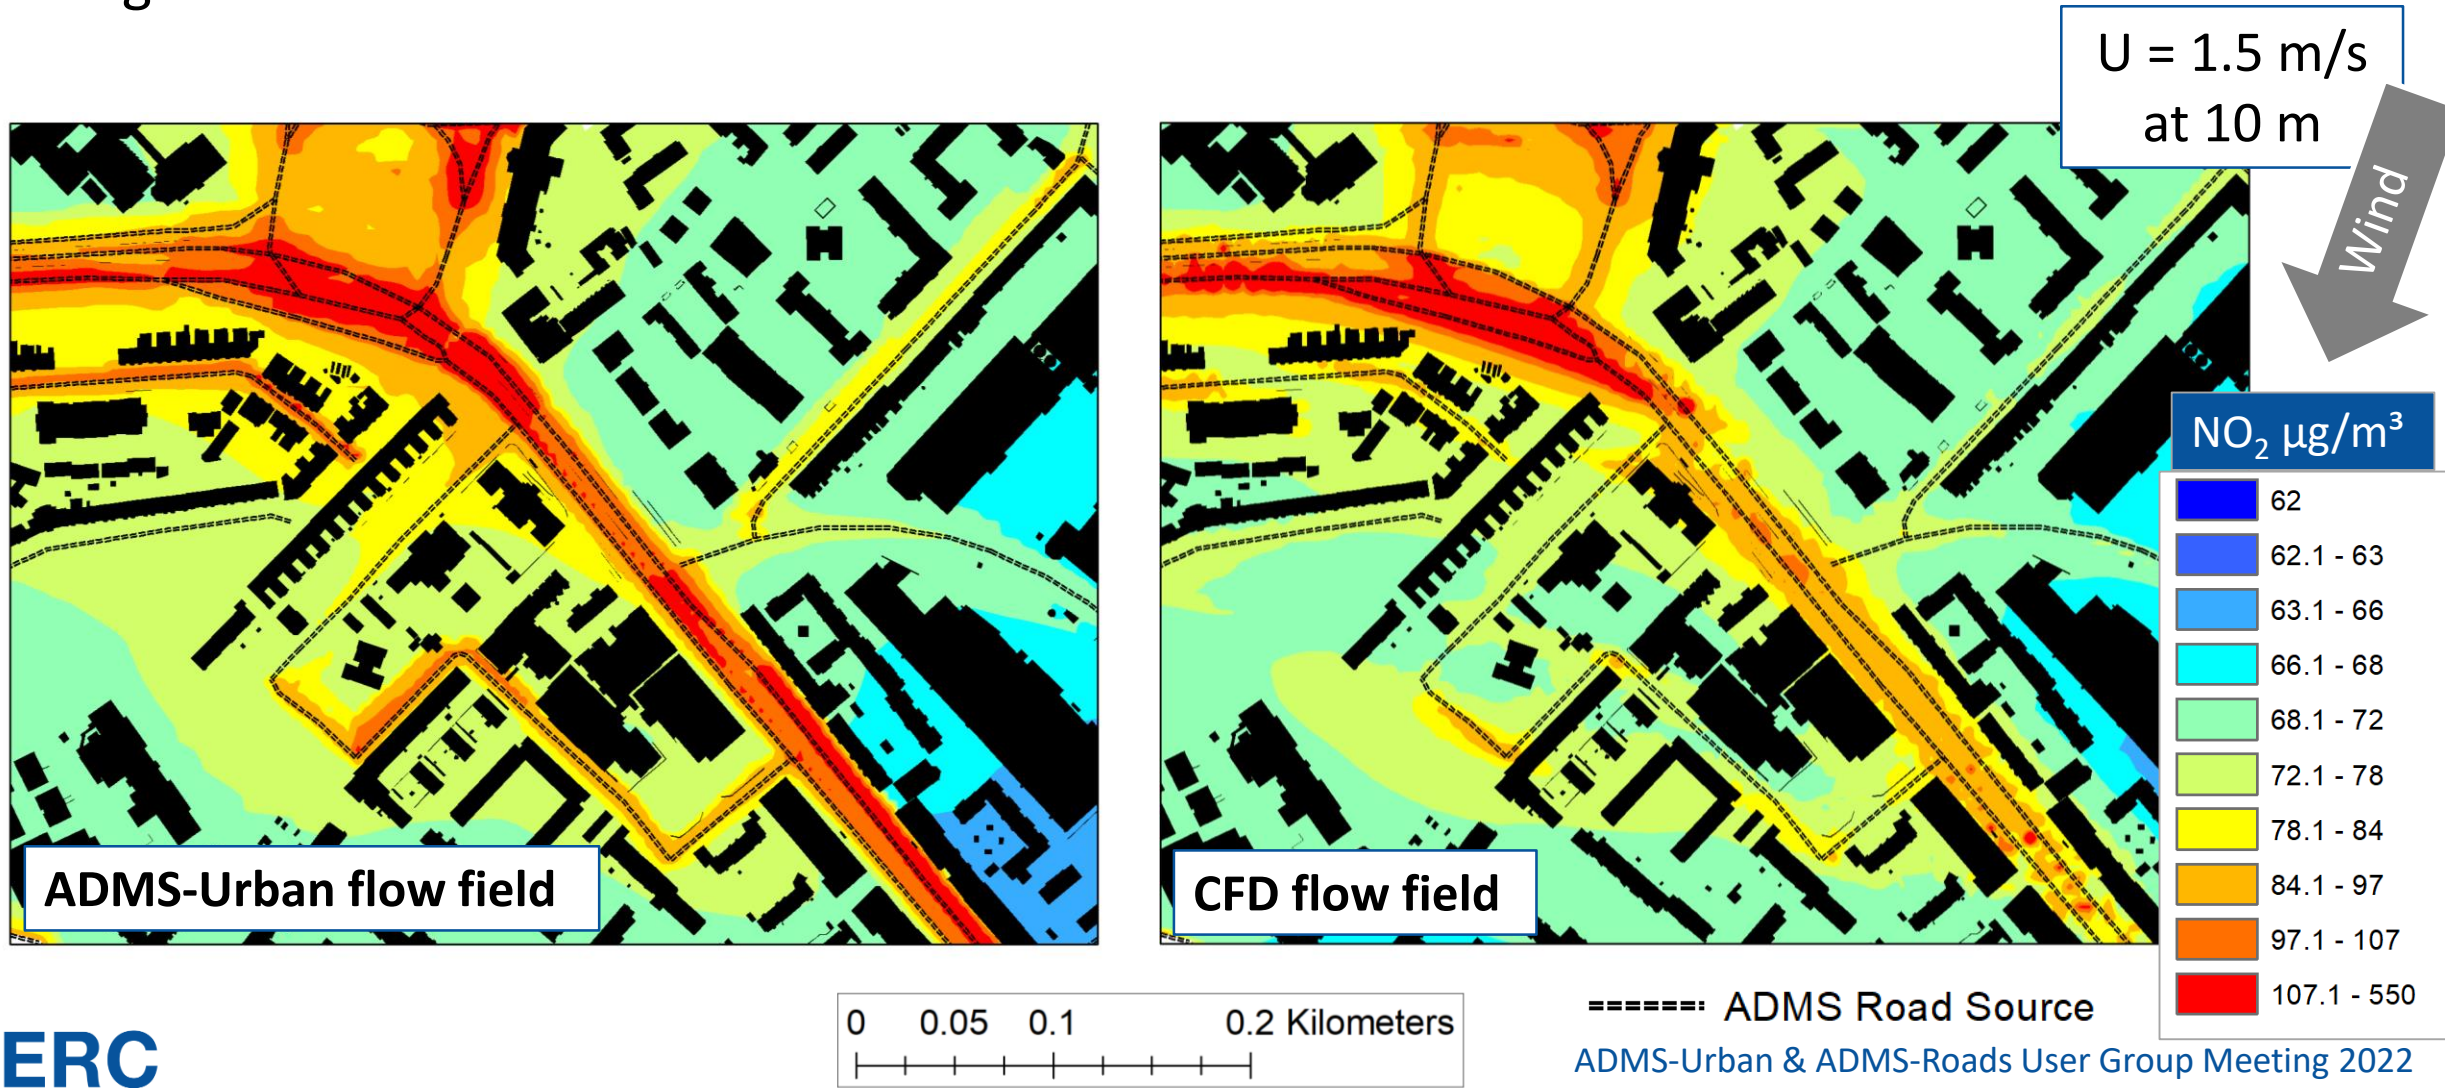 U = 1.5 m/s
at 10 m
Wind
NO₂ µg/m³
62
62.1 - 63
63.1 - 66
66.1 - 68
68.1 - 72
72.1 - 78
78.1 - 84
84.1 - 97
97.1 - 107
107.1 - 550
ADMS-Urban flow field
CFD flow field
0 0.05 0.1 0.2 Kilometers
ADMS Road Source
ERC
ADMS-Urban & ADMS-Roads User Group Meeting 2022